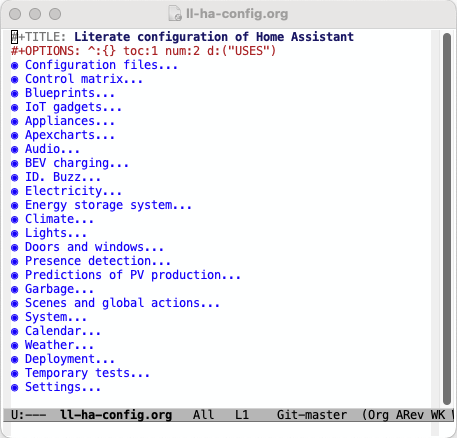 ll-ha-config.org
#+TITLE: Literate configuration of Home Assistant
#+OPTIONS: ^:{} toc:1 num:2 d:("USES")
◉ Configuration files...
◉ Control matrix...
◉ Blueprints...
◉ IoT gadgets...
◉ Appliances...
◉ Apexcharts...
◉ Audio...
◉ BEV charging...
◉ ID. Buzz...
◉ Electricity...
◉ Energy storage system...
◉ Climate...
◉ Lights...
◉ Doors and windows...
◉ Presence detection...
◉ Predictions of PV production...
◉ Garbage...
◉ Scenes and global actions...
◉ System...
◉ Calendar...
◉ Weather...
◉ Deployment...
◉ Temporary tests...
◉ Settings...
U:--- ll-ha-config.org All L1 Git-master (Org ARev WK